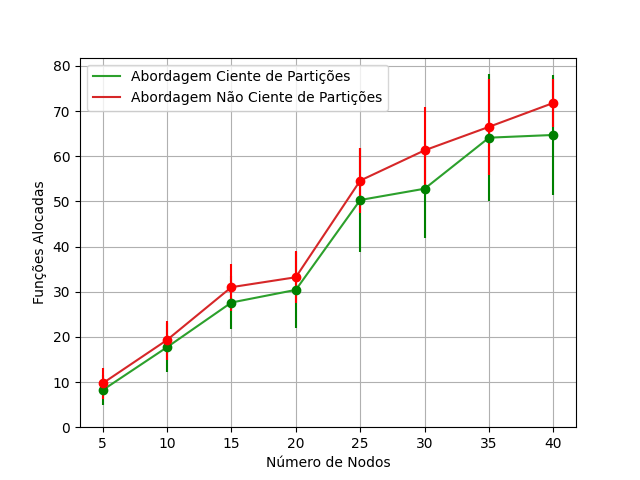 Abordagem Ciente de Partições
Abordagem Não Ciente de Partições
Funções Alocadas
80
70
60
50
40
30
20
10
0
5 10 15 20 25 30 35 40
Número de Nodos